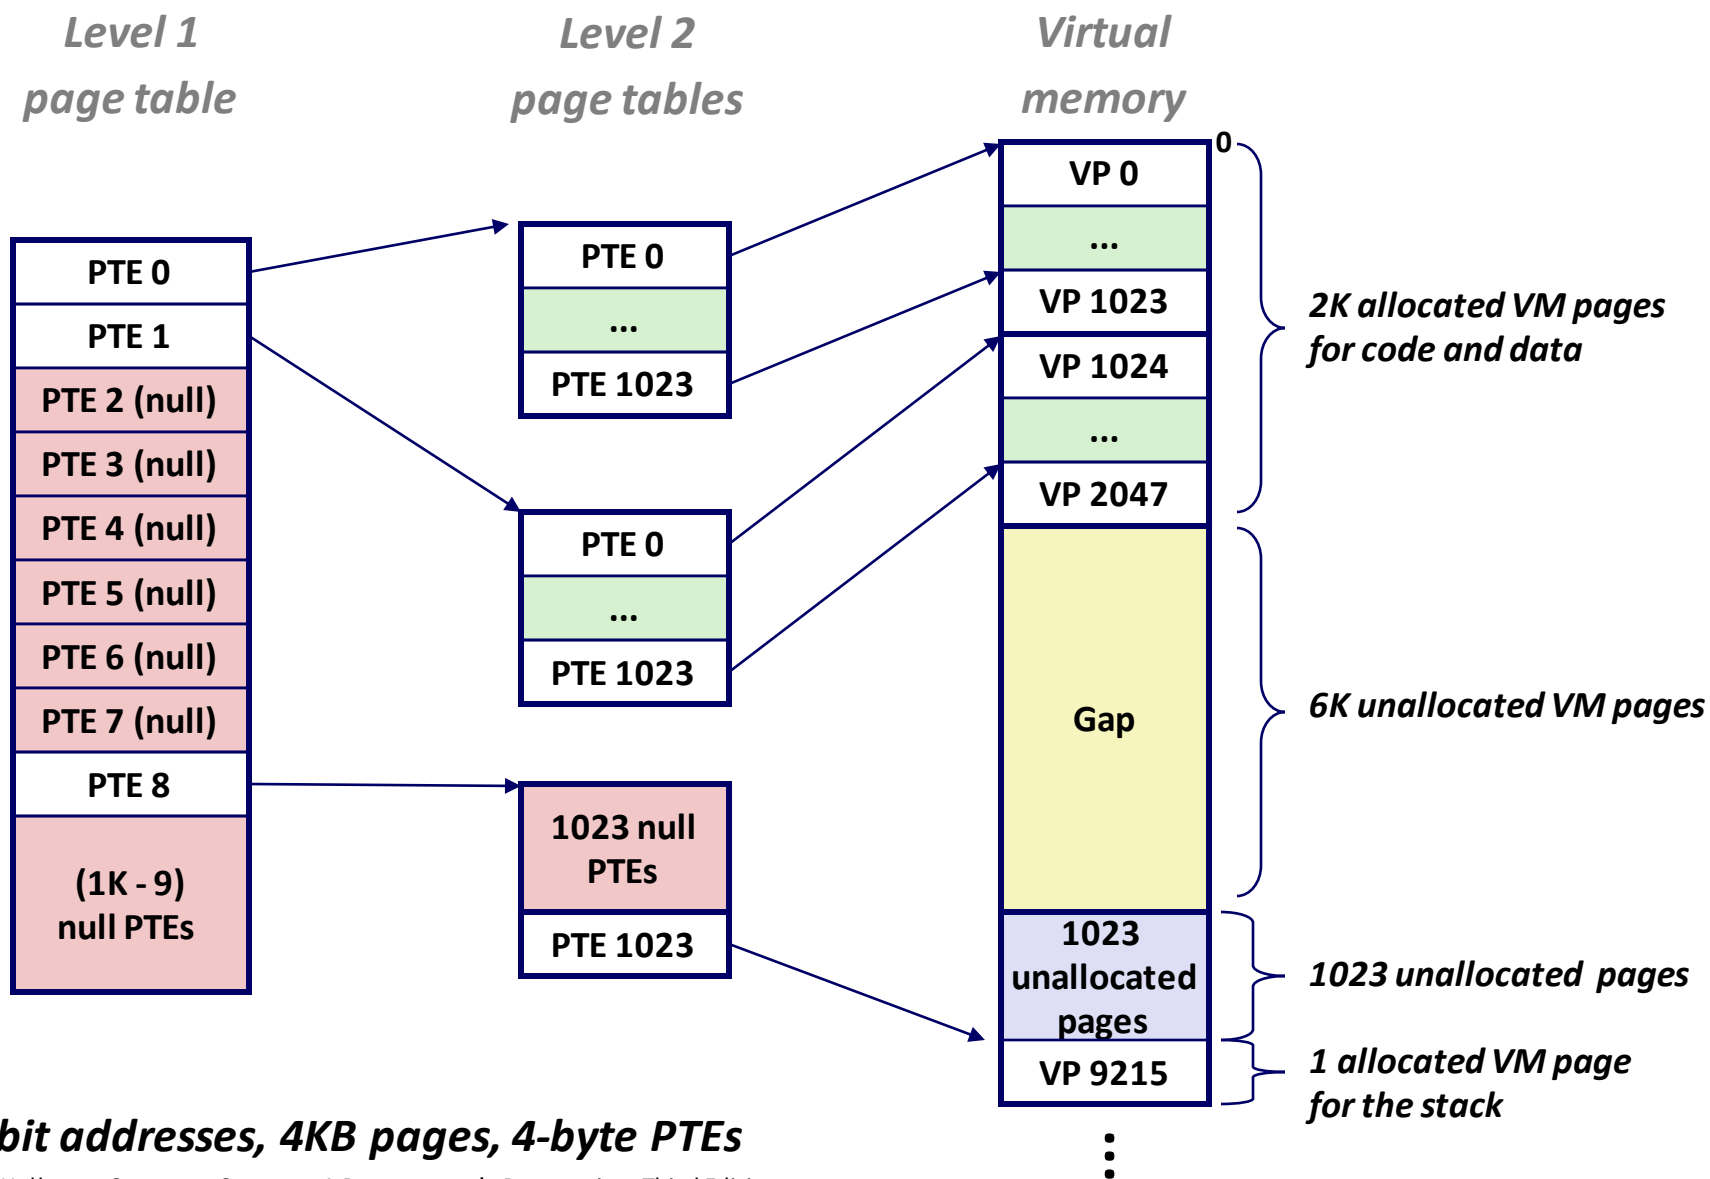 Level 1
page table
Level 2
page tables
Virtual
memory
PTE 0
PTE 1
PTE 2 (null)
PTE 3 (null)
PTE 4 (null)
PTE 5 (null)
PTE 6 (null)
PTE 7 (null)
PTE 8
(1K - 9)
null PTEs
PTE 0
...
PTE 1023
PTE 0
...
PTE 1023
1023 null
PTEs
PTE 1023
0
VP 0
...
VP 1023
VP 1024
...
VP 2047
Gap
1023
unallocated
pages
VP 9215
2K allocated VM pages
for code and data
6K unallocated VM pages
1023 unallocated pages
1 allocated VM page
for the stack
bit addresses, 4KB pages, 4-byte PTEs